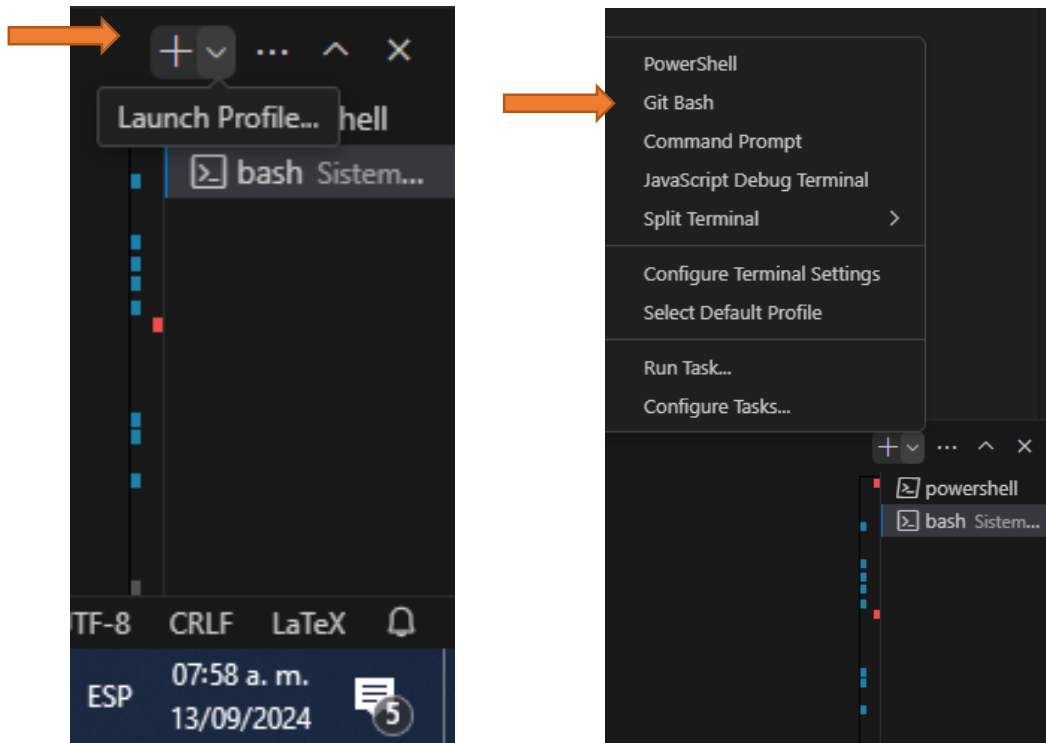 Launch Profile... hell
bash Sistem...
TF-8 CRLF LaTeX
ESP
07:58 a. m.
13/09/2024
5
PowerShell
Git Bash
Command Prompt
JavaScript Debug Terminal
Split Terminal
Configure Terminal Settings
Select Default Profile
Run Task...
Configure Tasks...
powershell
bash Sistem...